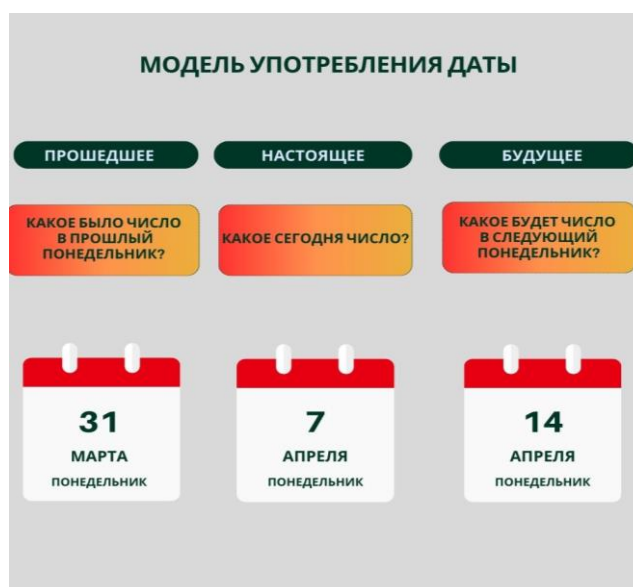 МОДЕЛЬ УПОТРЕБЛЕНИЯ ДАТЫ
ПРОШЕДШЕЕ
НАСТОЯЩЕЕ
БУДУЩЕЕ
КАКОЕ БЫЛО ЧИСЛО
В ПРОШЛЫЙ
ПОНЕДЕЛЬНИК?
КАКОЕ СЕГОДНЯ ЧИСЛО?
КАКОЕ БУДЕТ ЧИСЛО
В СЛЕДУЮЩИЙ
ПОНЕДЕЛЬНИК?
31
МАРТА
ПОНЕДЕЛЬНИК
7
АПРЕЛЯ
ПОНЕДЕЛЬНИК
14
АПРЕЛЯ
ПОНЕДЕЛЬНИК